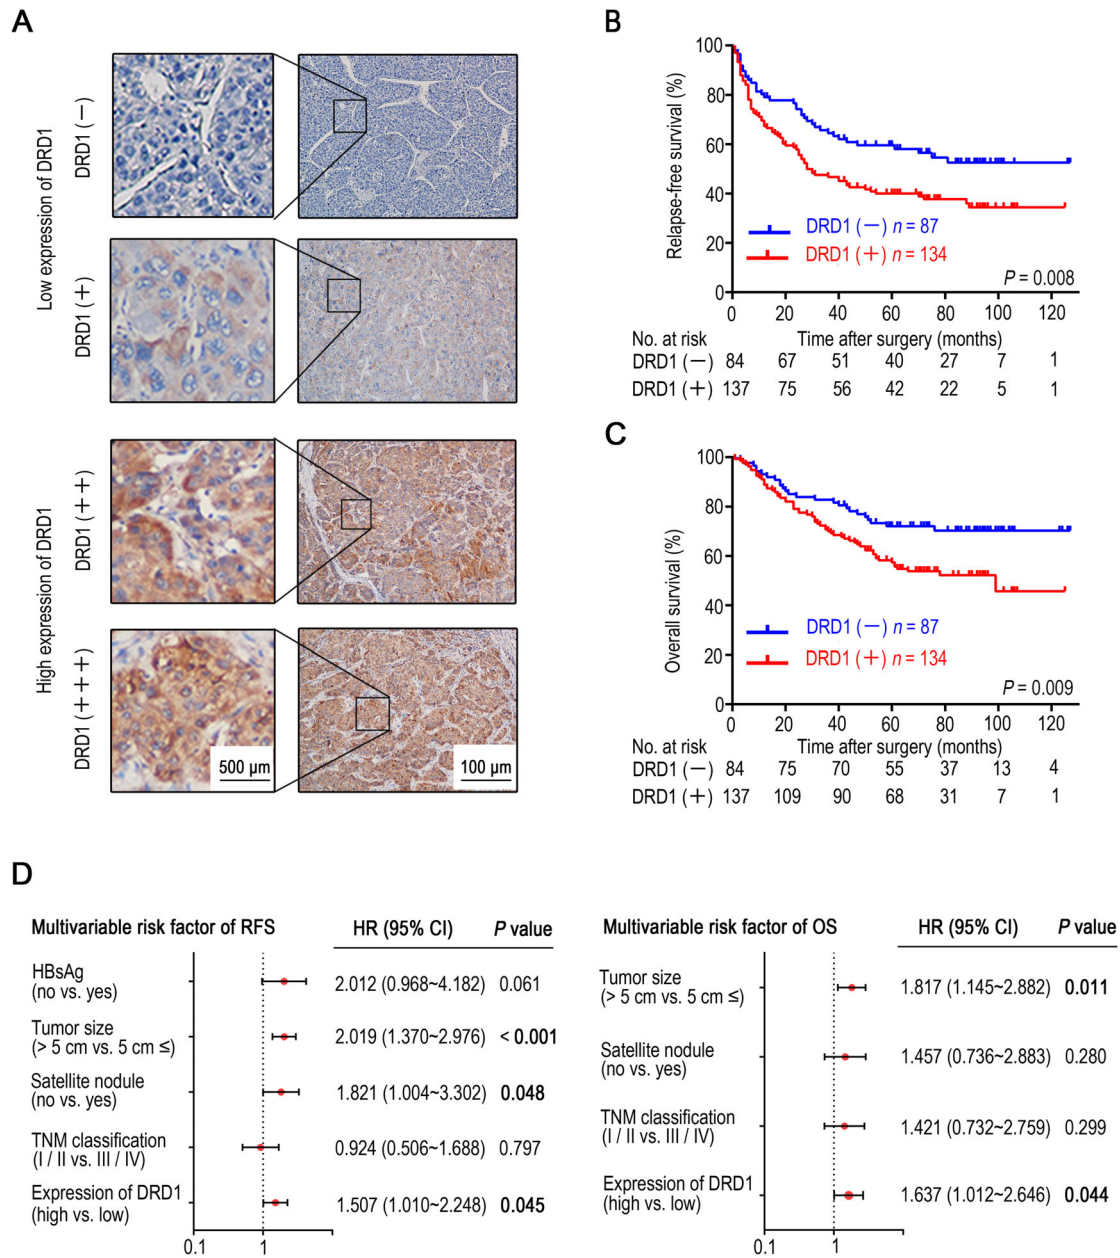 A
Low expression of DRD1
DRD1 (−)
DRD1 (+)
High expression of DRD1
DRD1 (++)
DRD1 (+++)
500 μm
100 μm
B
Relapse-free survival (%)
100
80
60
40
20
0
DRD1 (−) n = 87
DRD1 (+) n = 134
P = 0.008
0 20 40 60 80 100 120
No. at risk Time after surgery (months)
DRD1 (−) 84 67 51 40 27 7 1
DRD1 (+) 137 75 56 42 22 5 1
C
Overall survival (%)
100
80
60
40
20
0
DRD1 (−) n = 87
DRD1 (+) n = 134
P = 0.009
0 20 40 60 80 100 120
No. at risk Time after surgery (months)
DRD1 (−) 84 75 70 55 37 13 4
DRD1 (+) 137 109 90 68 31 7 1
D
Multivariable risk factor of RFS HR (95% CI) P value
HBsAg
(no vs. yes) 2.012 (0.968~4.182) 0.061
Tumor size
(> 5 cm vs. 5 cm ≤) 2.019 (1.370~2.976) < 0.001
Satellite nodule
(no vs. yes) 1.821 (1.004~3.302) 0.048
TNM classification
(I / II vs. III / IV) 0.924 (0.506~1.688) 0.797
Expression of DRD1
(high vs. low) 1.507 (1.010~2.248) 0.045
0.1 1
Multivariable risk factor of OS HR (95% CI) P value
Tumor size
(> 5 cm vs. 5 cm ≤) 1.817 (1.145~2.882) 0.011
Satellite nodule
(no vs. yes) 1.457 (0.736~2.883) 0.280
TNM classification
(I / II vs. III / IV) 1.421 (0.732~2.759) 0.299
Expression of DRD1
(high vs. low) 1.637 (1.012~2.646) 0.044
0.1 1